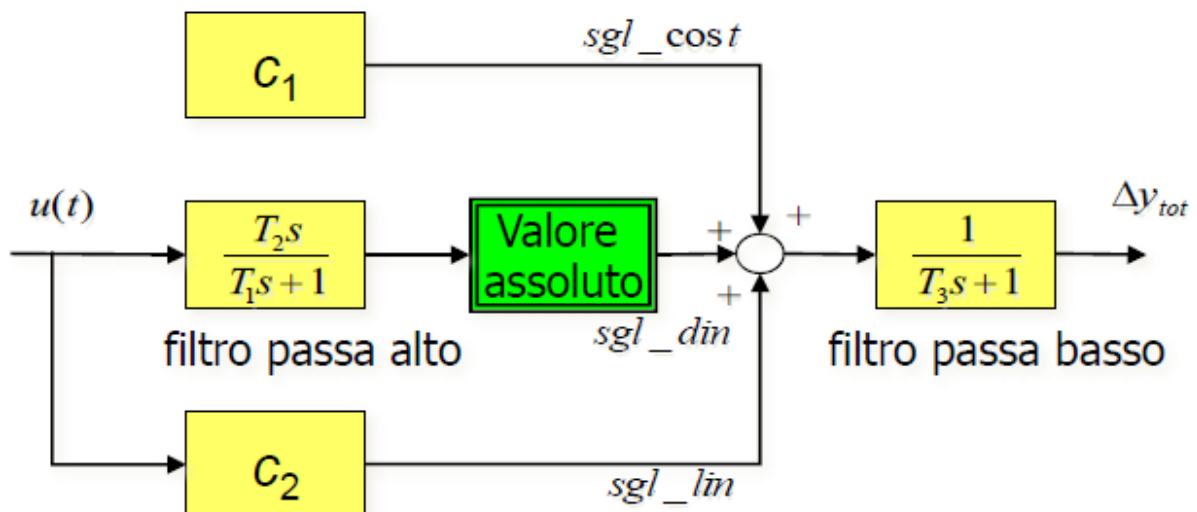 sgl_cost
C₁
u(t)
T₂s
T₁s+1
Valore
assoluto
+
+
+
1
T₃s+1
Δy_tot
sgl_din
filtro passa alto
filtro passa basso
C₂
sgl_lin